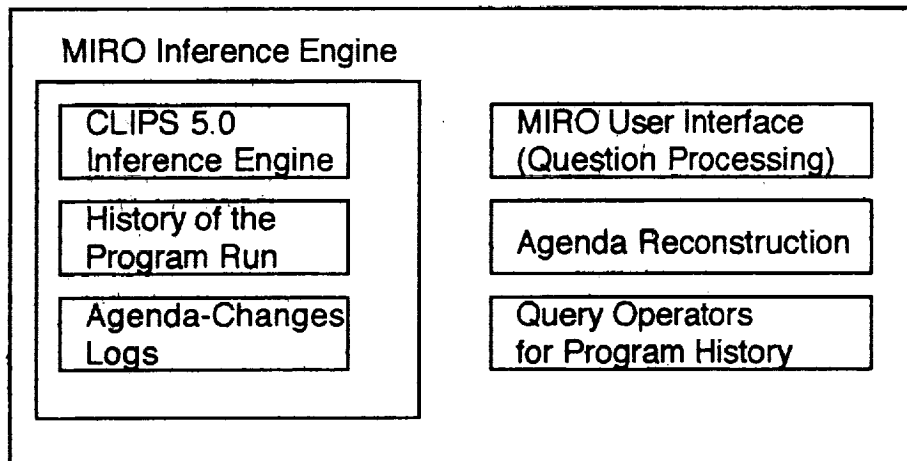 MIRO Inference Engine
CLIPS 5.0
Inference Engine
History of the
Program Run
Agenda-Changes
Logs
MIRO User Interface
(Question Processing)
Agenda Reconstruction
Query Operators
for Program History